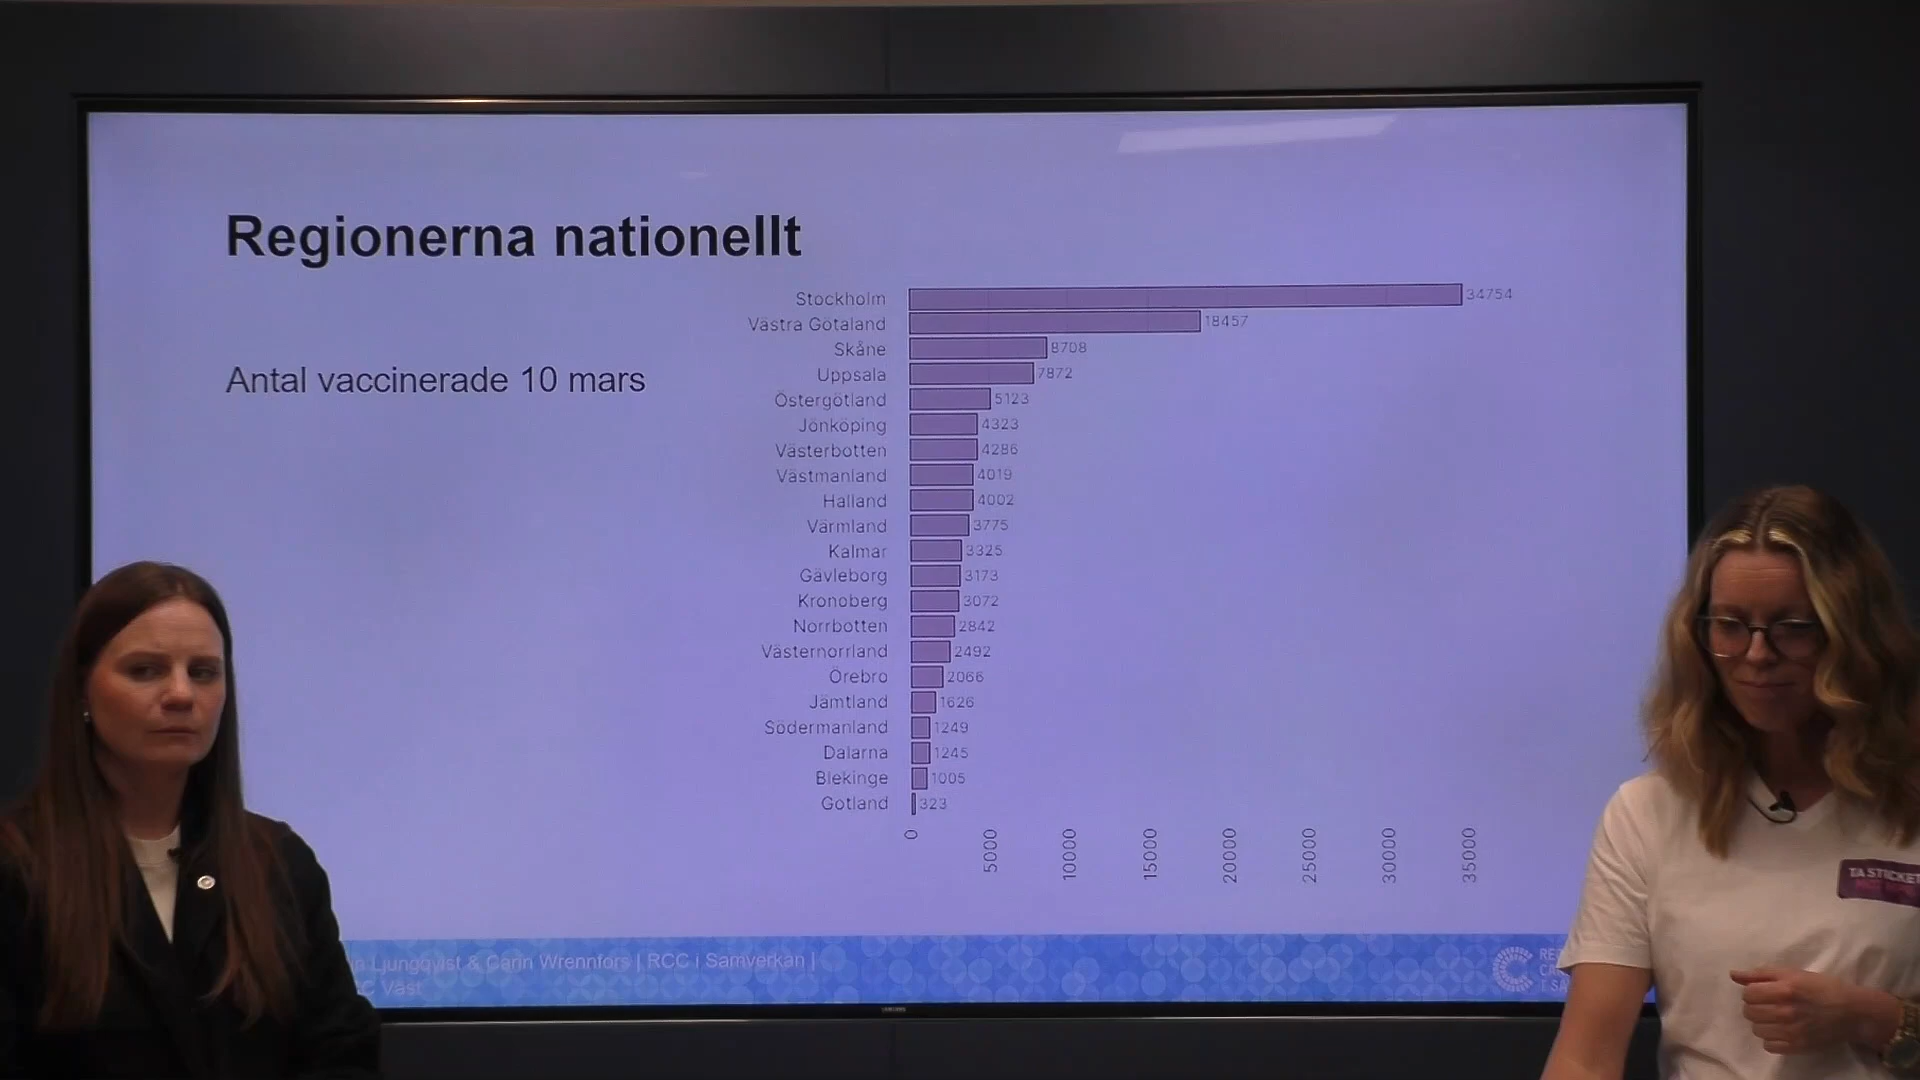 Regionerna nationellt
Antal vaccinerade 10 mars
Stockholm 34754
Västra Götaland 18457
Skåne 8708
Uppsala 7872
Östergötland 5123
Jönköping 4323
Västerbotten 4286
Västmanland 4019
Halland 4002
Värmland 3775
Kalmar 3325
Gävleborg 3173
Kronoberg 3072
Norrbotten 2842
Västernorrland 2492
Örebro 2066
Jämtland 1626
Södermanland 1249
Dalarna 1245
Blekinge 1005
Gotland 323
0 5000 10000 15000 20000 25000 30000 35000
Ljungqvist & Carin Wrennfors | RCC i Samverkan |
Väst
TA STICKET